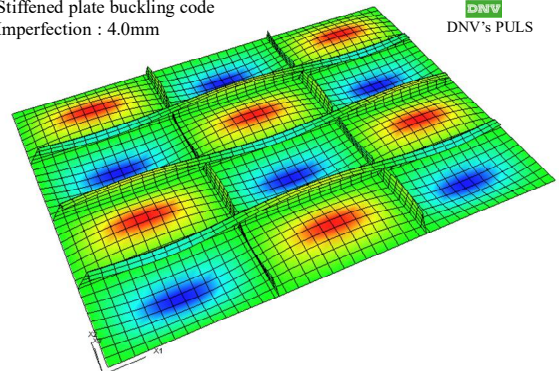 Stiffened plate buckling code
Imperfection : 4.0mm
DNV
DNV's PULS
X1